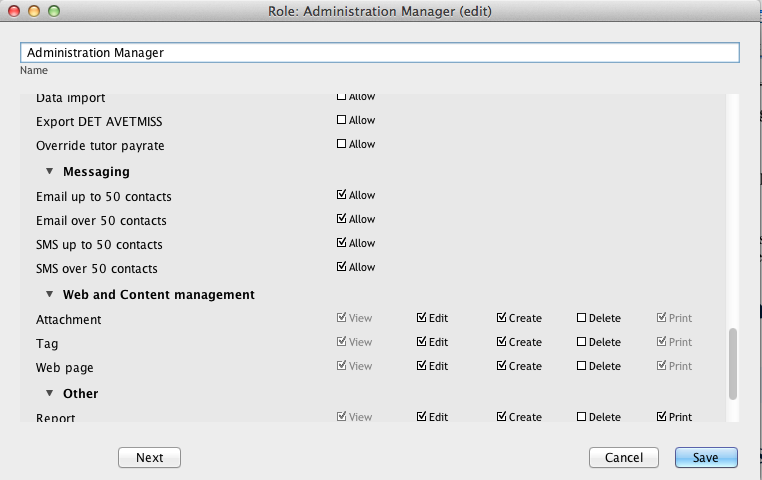 Role: Administration Manager (edit)
Administration Manager
Name
Data import Allow
Export DET AVETMISS Allow
Override tutor payrate Allow
Messaging
Email up to 50 contacts Allow
Email over 50 contacts Allow
SMS up to 50 contacts Allow
SMS over 50 contacts Allow
Web and Content management
Attachment View Edit Create Delete Print
Tag View Edit Create Delete Print
Web page View Edit Create Delete Print
Other
Report View Edit Create Delete Print
Next Cancel Save